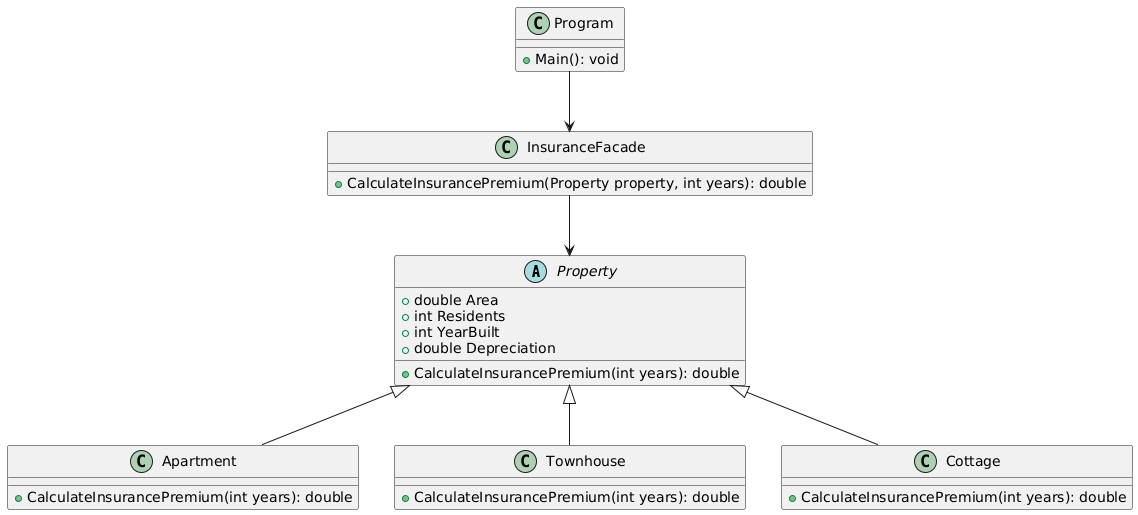 C Program
Main(): void
C InsuranceFacade
CalculateInsurancePremium(Property property, int years): double
A Property
double Area
int Residents
int YearBuilt
double Depreciation
CalculateInsurancePremium(int years): double
C Apartment
CalculateInsurancePremium(int years): double
C Townhouse
CalculateInsurancePremium(int years): double
C Cottage
CalculateInsurancePremium(int years): double